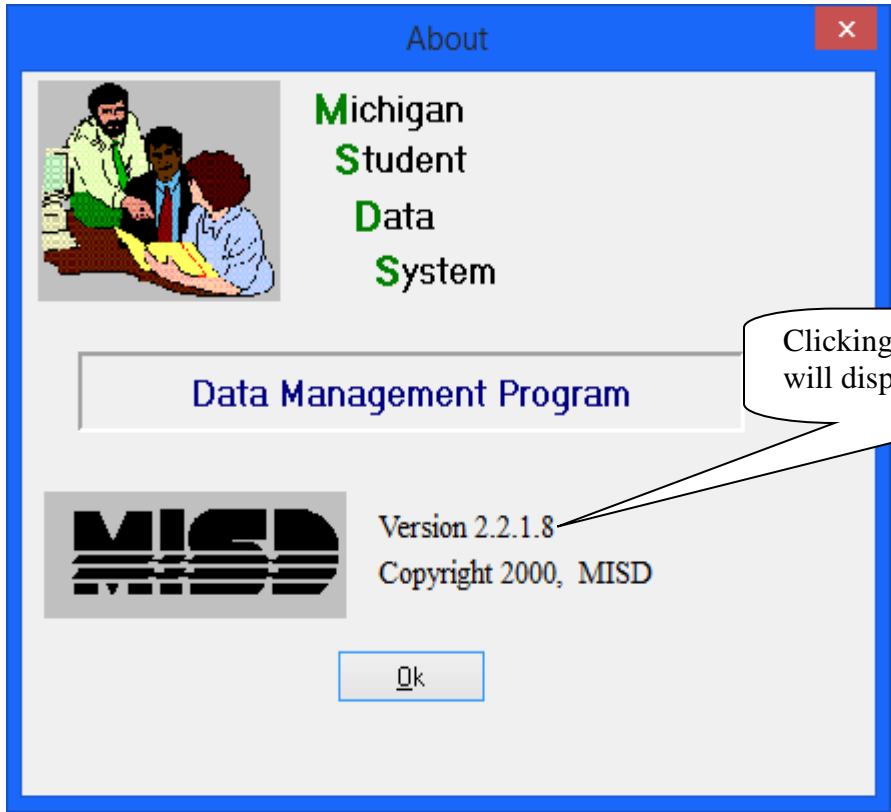 About
Michigan
Student
Data
System
Clicking
will disp
Data Management Program
MISD
Version 2.2.1.8
Copyright 2000, MISD
Ok